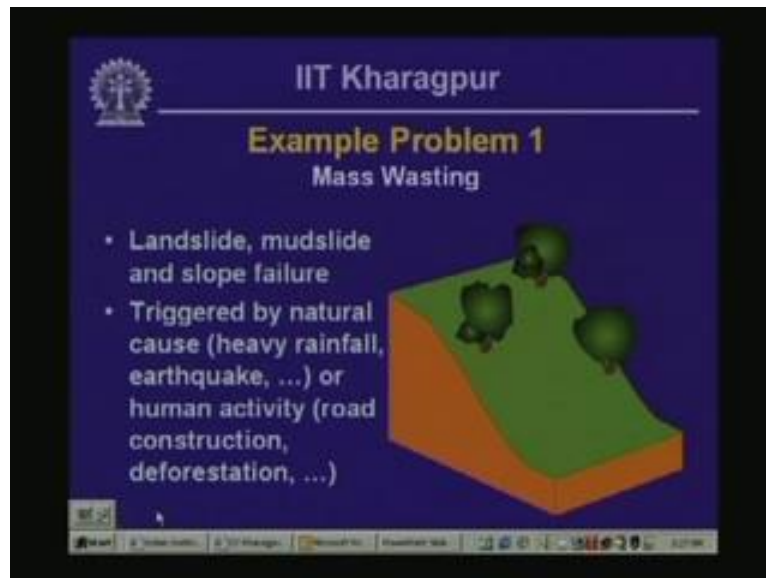 IIT Kharagpur
Example Problem 1
Mass Wasting
• Landslide, mudslide
and slope failure
• Triggered by natural
cause (heavy rainfall,
earthquake, ...) or
human activity (road
construction,
deforestation, ...)
Start